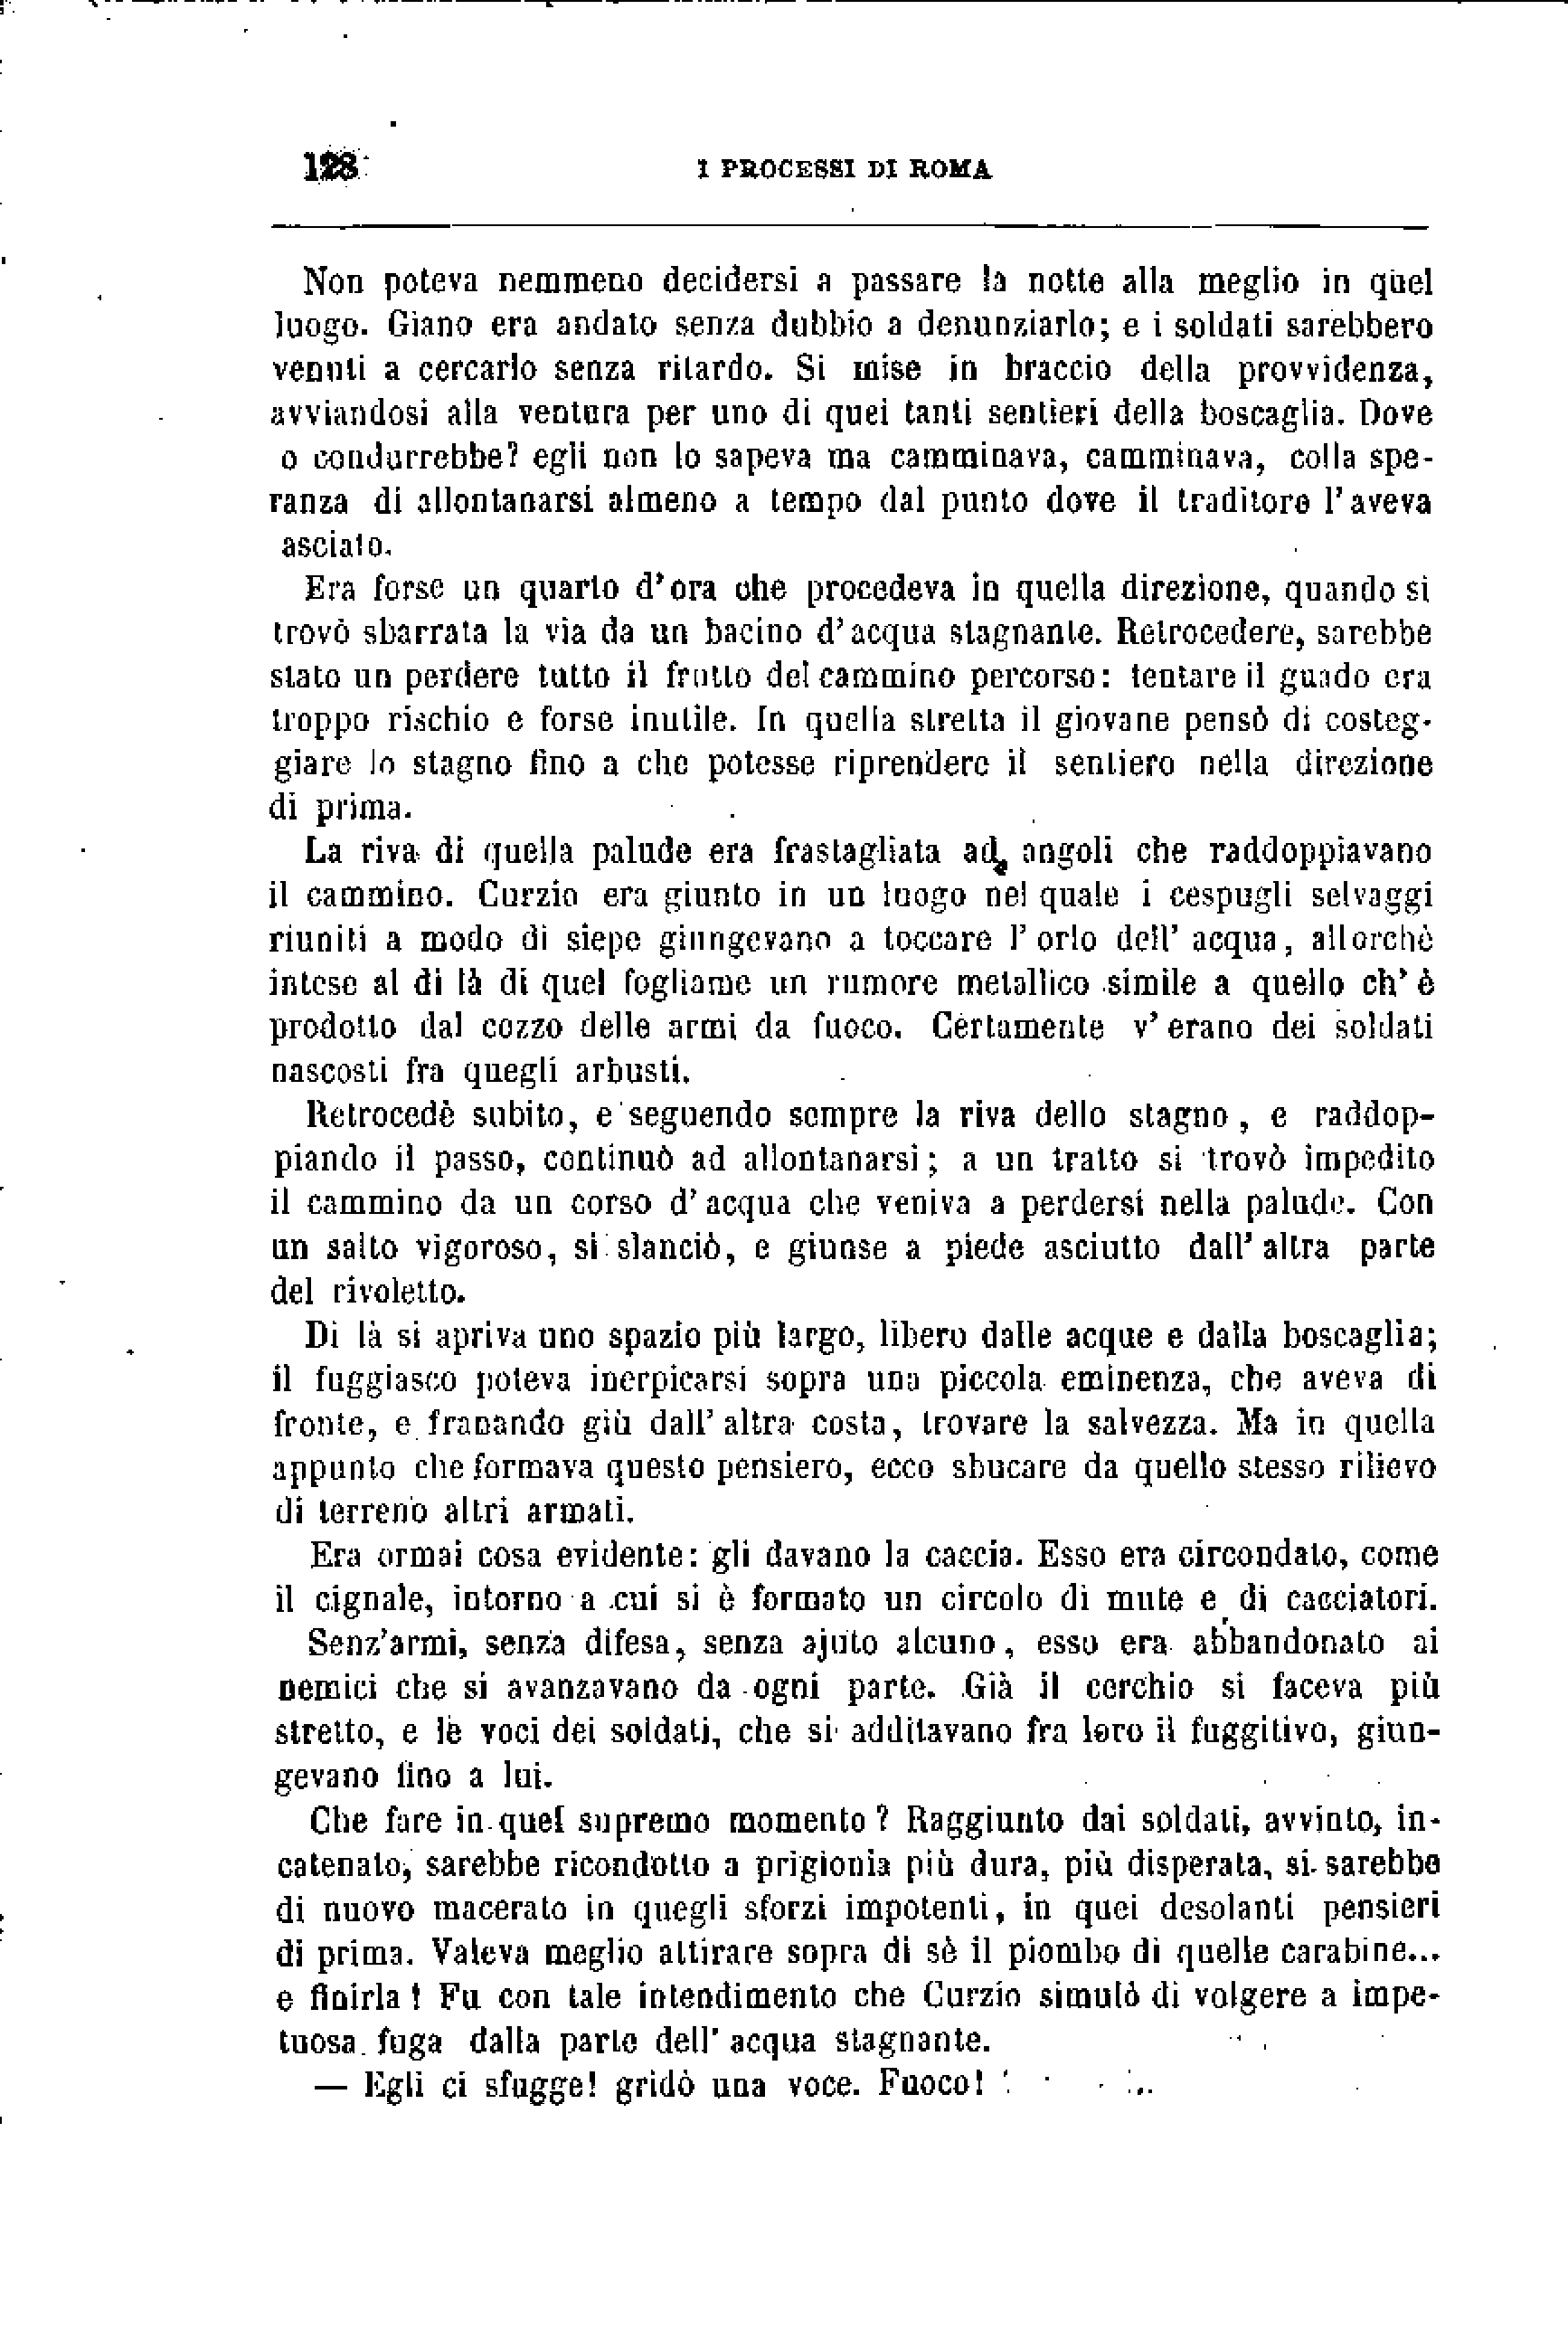 128 I PROCESSI DI ROMA
Non poteva nemmeno decidersi a passare la notte alla meglio in quel
luogo. Giano era andato senza dubbio a denunziarlo; e i soldati sarebbero
venuti a cercarlo senza ritardo. Si mise in braccio della provvidenza,
avviandosi alla ventura per uno di quei tanti sentieri della boscaglia. Dove
o condurrebbe? egli non lo sapeva ma camminava, camminava, colla spe-
ranza di allontanarsi almeno a tempo dal punto dove il traditore l'aveva
asciato.
Era forse un quarto d'ora che procedeva in quella direzione, quando si
trovò sbarrata la via da un bacino d'acqua stagnante. Retrocedere, sarebbe
stato un perdere tutto il frutto del cammino percorso: tentare il guado era
troppo rischio e forse inutile. In quella stretta il giovane pensò di costeg-
giare lo stagno fino a che potesse riprendere il sentiero nella direzione
di prima.
La riva di quella palude era frastagliata ad angoli che raddoppiavano
il cammino. Curzio era giunto in un luogo nel quale i cespugli selvaggi
riuniti a modo di siepe giungevano a toccare l'orlo dell'acqua, allorchè
intese al di là di quel fogliame un rumore metallico simile a quello ch'è
prodotto dal cozzo delle armi da fuoco. Certamente v'erano dei soldati
nascosti fra quegli arbusti.
Retrocedè subito, e seguendo sempre la riva dello stagno, e raddop-
piando il passo, continuò ad allontanarsi; a un tratto si trovò impedito
il cammino da un corso d'acqua che veniva a perdersi nella palude. Con
un salto vigoroso, si slanciò, e giunse a piede asciutto dall'altra parte
del rivoletto.
Di là si apriva uno spazio più largo, libero dalle acque e dalla boscaglia;
il fuggiasco poteva inerpicarsi sopra una piccola eminenza, che aveva di
fronte, e franando giù dall'altra costa, trovare la salvezza. Ma in quella
appunto che formava questo pensiero, ecco sbucare da quello stesso rilievo
di terreno altri armati.
Era ormai cosa evidente: gli davano la caccia. Esso era circondato, come
il cignale, intorno a cui si è formato un circolo di mute e di cacciatori.
Senz'armi, senza difesa, senza ajuto alcuno, esso era abbandonato ai
nemici che si avanzavano da ogni parte. Già il cerchio si faceva più
stretto, e le voci dei soldati, che si additavano fra loro il fuggitivo, giun-
gevano fino a lui.
Che fare in quel supremo momento? Raggiunto dai soldati, avvinto, in-
catenato, sarebbe ricondotto a prigionia più dura, più disperata, si sarebbe
di nuovo macerato in quegli sforzi impotenti, in quei desolanti pensieri
di prima. Valeva meglio attirare sopra di sè il piombo di quelle carabine...
e finirla! Fu con tale intendimento che Curzio simulò di volgere a impe-
tuosa fuga dalla parte dell'acqua stagnante.
— Egli ci sfugge! gridò una voce. Fuoco!